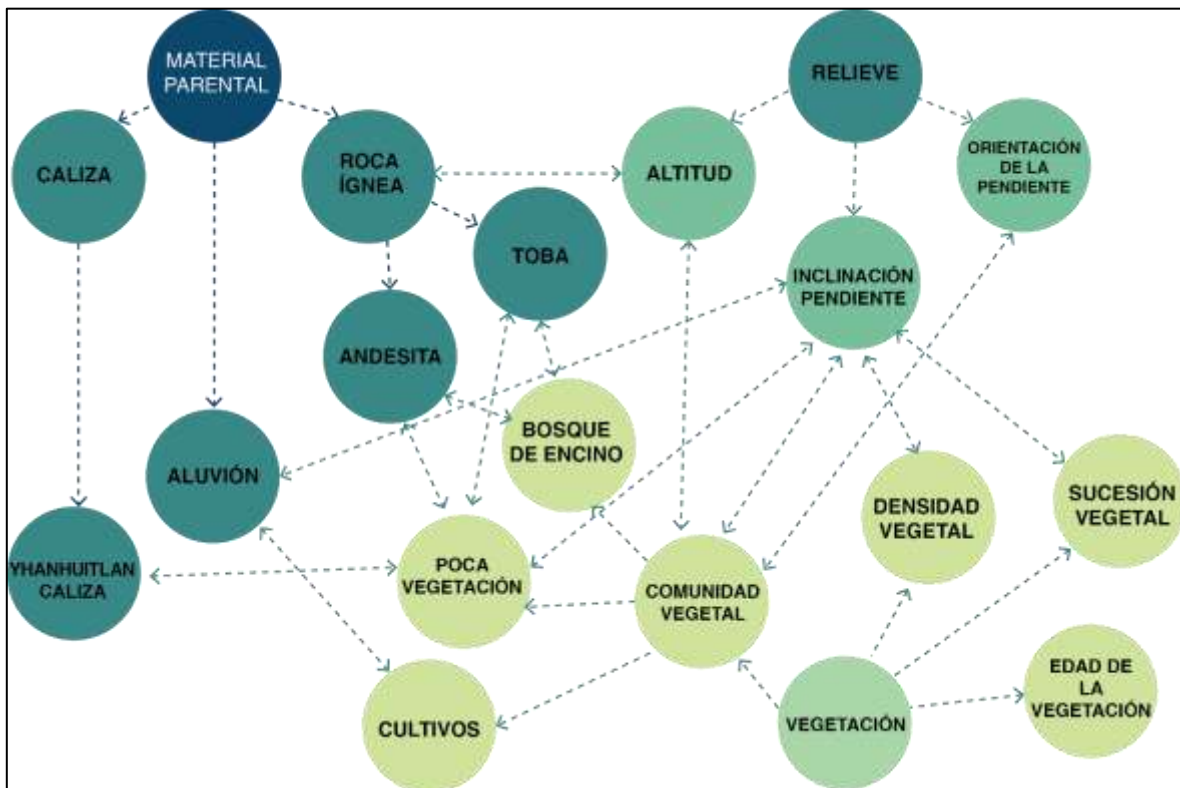 MATERIAL
PARENTAL
RELIEVE
CALIZA
ROCA
ÍGNEA
ALTITUD
ORIENTACIÓN
DE LA
PENDIENTE
TOBA
INCLINACIÓN
PENDIENTE
ANDESITA
BOSQUE
DE ENCINO
ALUVIÓN
DENSIDAD
VEGETAL
SUCESIÓN
VEGETAL
YHANHUITLAN
CALIZA
POCA
VEGETACIÓN
COMUNIDAD
VEGETAL
EDAD DE
LA
VEGETACIÓN
CULTIVOS
VEGETACIÓN